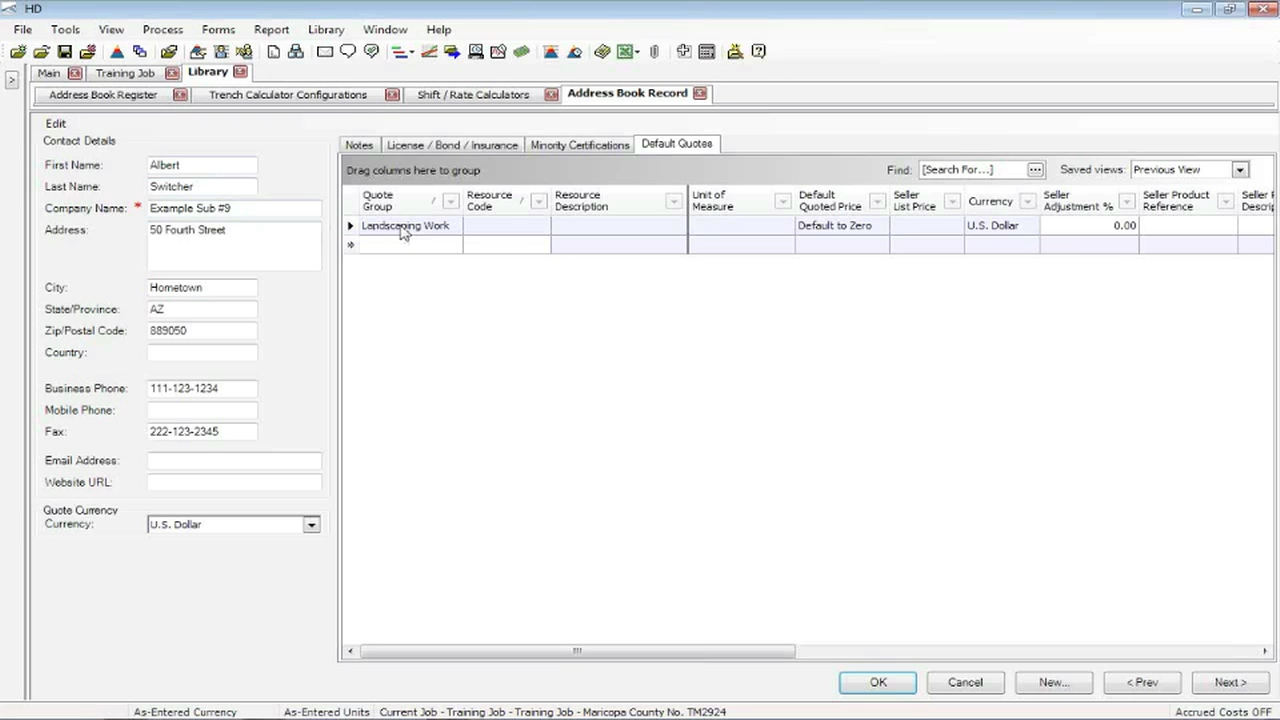 HD
File Tools View Process Forms Report Library Window Help
Main Training Job Library
Address Book Register Trench Calculator Configurations Shift / Rate Calculators Address Book Record
Edit
Contact Details
First Name: Albert
Last Name: Switcher
Company Name: * Example Sub #9
Address: 50 Fourth Street
City: Hometown
State/Province: AZ
Zip/Postal Code: 889050
Country:
Business Phone: 111-123-1234
Mobile Phone:
Fax: 222-123-2345
Email Address:
Website URL:
Quote Currency
Currency: U.S. Dollar
Notes License / Bond / Insurance Minority Certifications Default Quotes
Drag columns here to group Find: [Search For...] Saved views: Previous View
Quote Group / Resource Code / Resource Description Unit of Measure Default Quoted Price Seller List Price Currency Seller Adjustment % Seller Product Reference Seller P Descrip
Landscaping Work Default to Zero U.S. Dollar 0.00
OK Cancel New... < Prev Next >
As-Entered Currency As-Entered Units Current Job - Training Job - Training Job - Maricopa County No. TM2924 Accrued Costs OFF